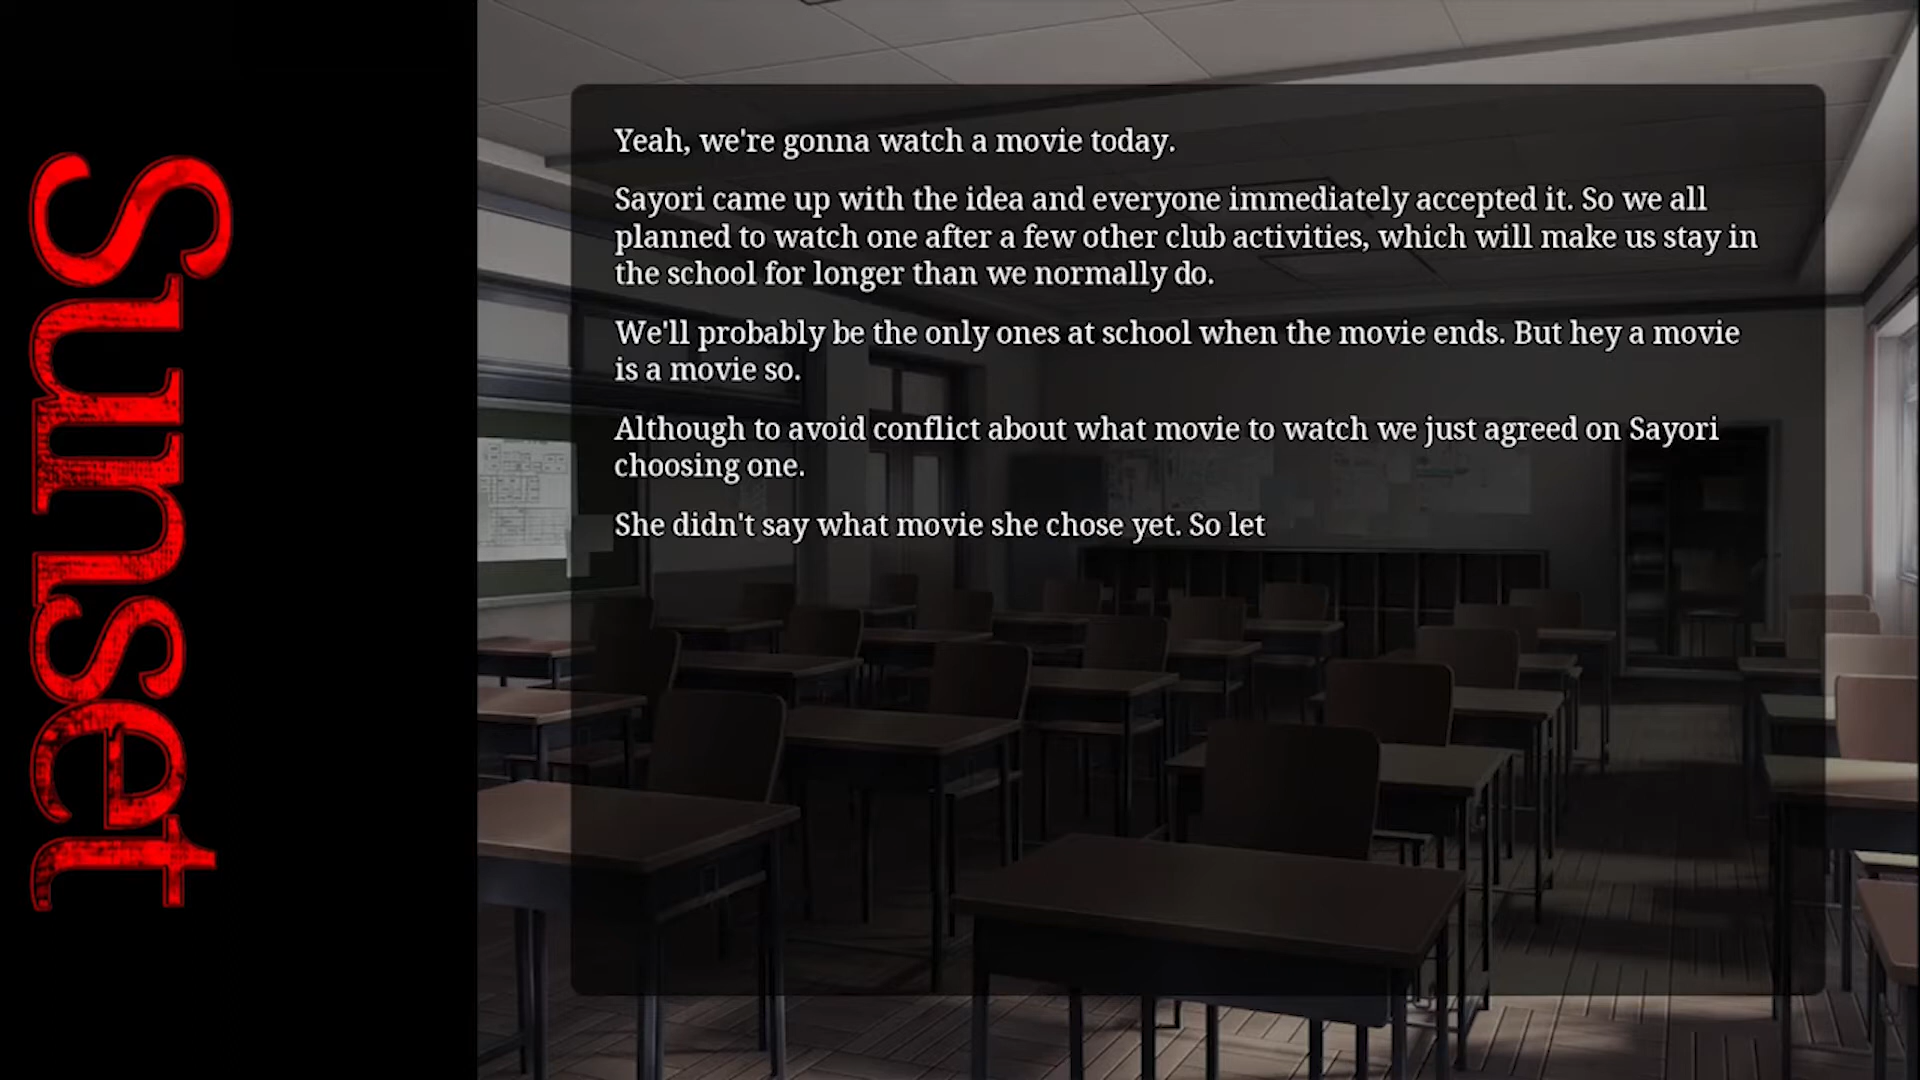 Sunset
Yeah, we're gonna watch a movie today.
Sayori came up with the idea and everyone immediately accepted it. So we all
planned to watch one after a few other club activities, which will make us stay in
the school for longer than we normally do.
We'll probably be the only ones at school when the movie ends. But hey a movie
is a movie so.
Although to avoid conflict about what movie to watch we just agreed on Sayori
choosing one.
She didn't say what movie she chose yet. So let